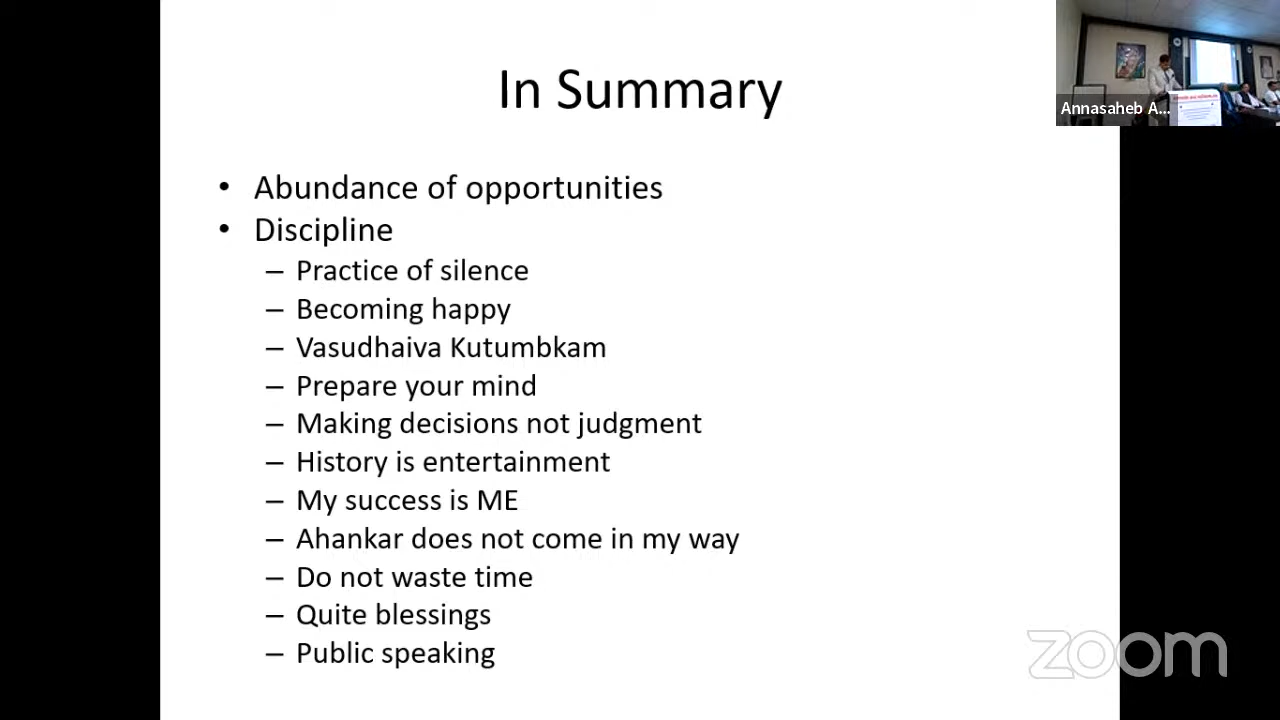 In Summary
Annasaheb A...
• Abundance of opportunities
• Discipline
– Practice of silence
– Becoming happy
– Vasudhaiva Kutumbkam
– Prepare your mind
– Making decisions not judgment
– History is entertainment
– My success is ME
– Ahankar does not come in my way
– Do not waste time
– Quite blessings
– Public speaking
zoom